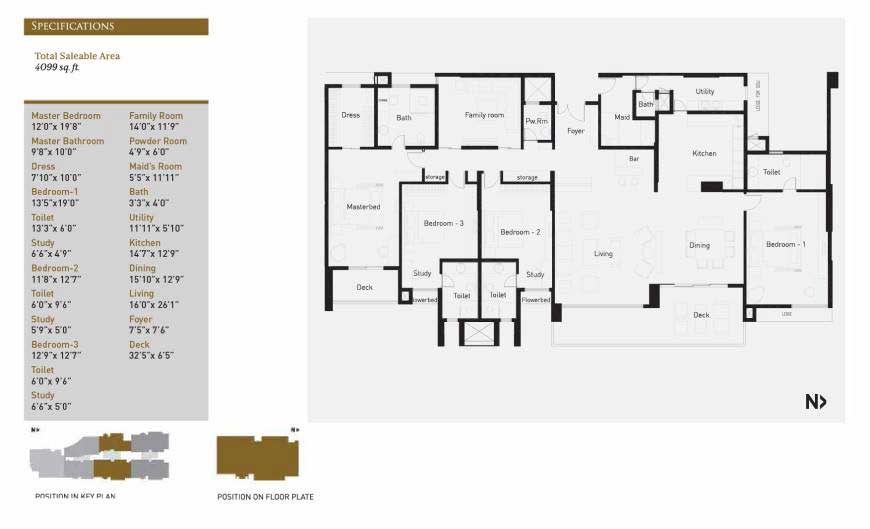 SPECIFICATIONS
Total Saleable Area
4099 sq. ft.
Master Bedroom
12'0"x 19'8"
Master Bathroom
9'8"x 10'0"
Dress
7'10"x 10'0"
Bedroom-1
13'5"x19'0"
Toilet
13'3"x 6'0"
Study
6'6"x 4'9"
Bedroom-2
11'8"x 12'7"
Toilet
6'0"x 9'6"
Study
5'9"x 5'0"
Bedroom-3
12'9"x 12'7"
Toilet
6'0"x 9'6"
Study
6'6"x 5'0"
Family Room
14'0"x 11'9"
Powder Room
4'9"x 6'0"
Maid's Room
5'5"x 11'11"
Bath
3'3"x 4'0"
Utility
11'11"x 5'10"
Kitchen
14'7"x 12'9"
Dining
15'10"x 12'9"
Living
16'0"x 26'1"
Foyer
7'5"x 7'6"
Deck
32'5"x 6'5"
Dress
Bath
Family room
Pw.Rm
Foyer
Maid
Bath
Utility
Kitchen
Bar
Toilet
storage
storage
Masterbed
Bedroom - 3
Bedroom - 2
Living
Dining
Bedroom - 1
Study
Study
Deck
Toilet
Toilet
Flowerbed
Flowerbed
Deck
N>
N>
N>
POSITION IN KEY PLAN
POSITION ON FLOOR PLATE